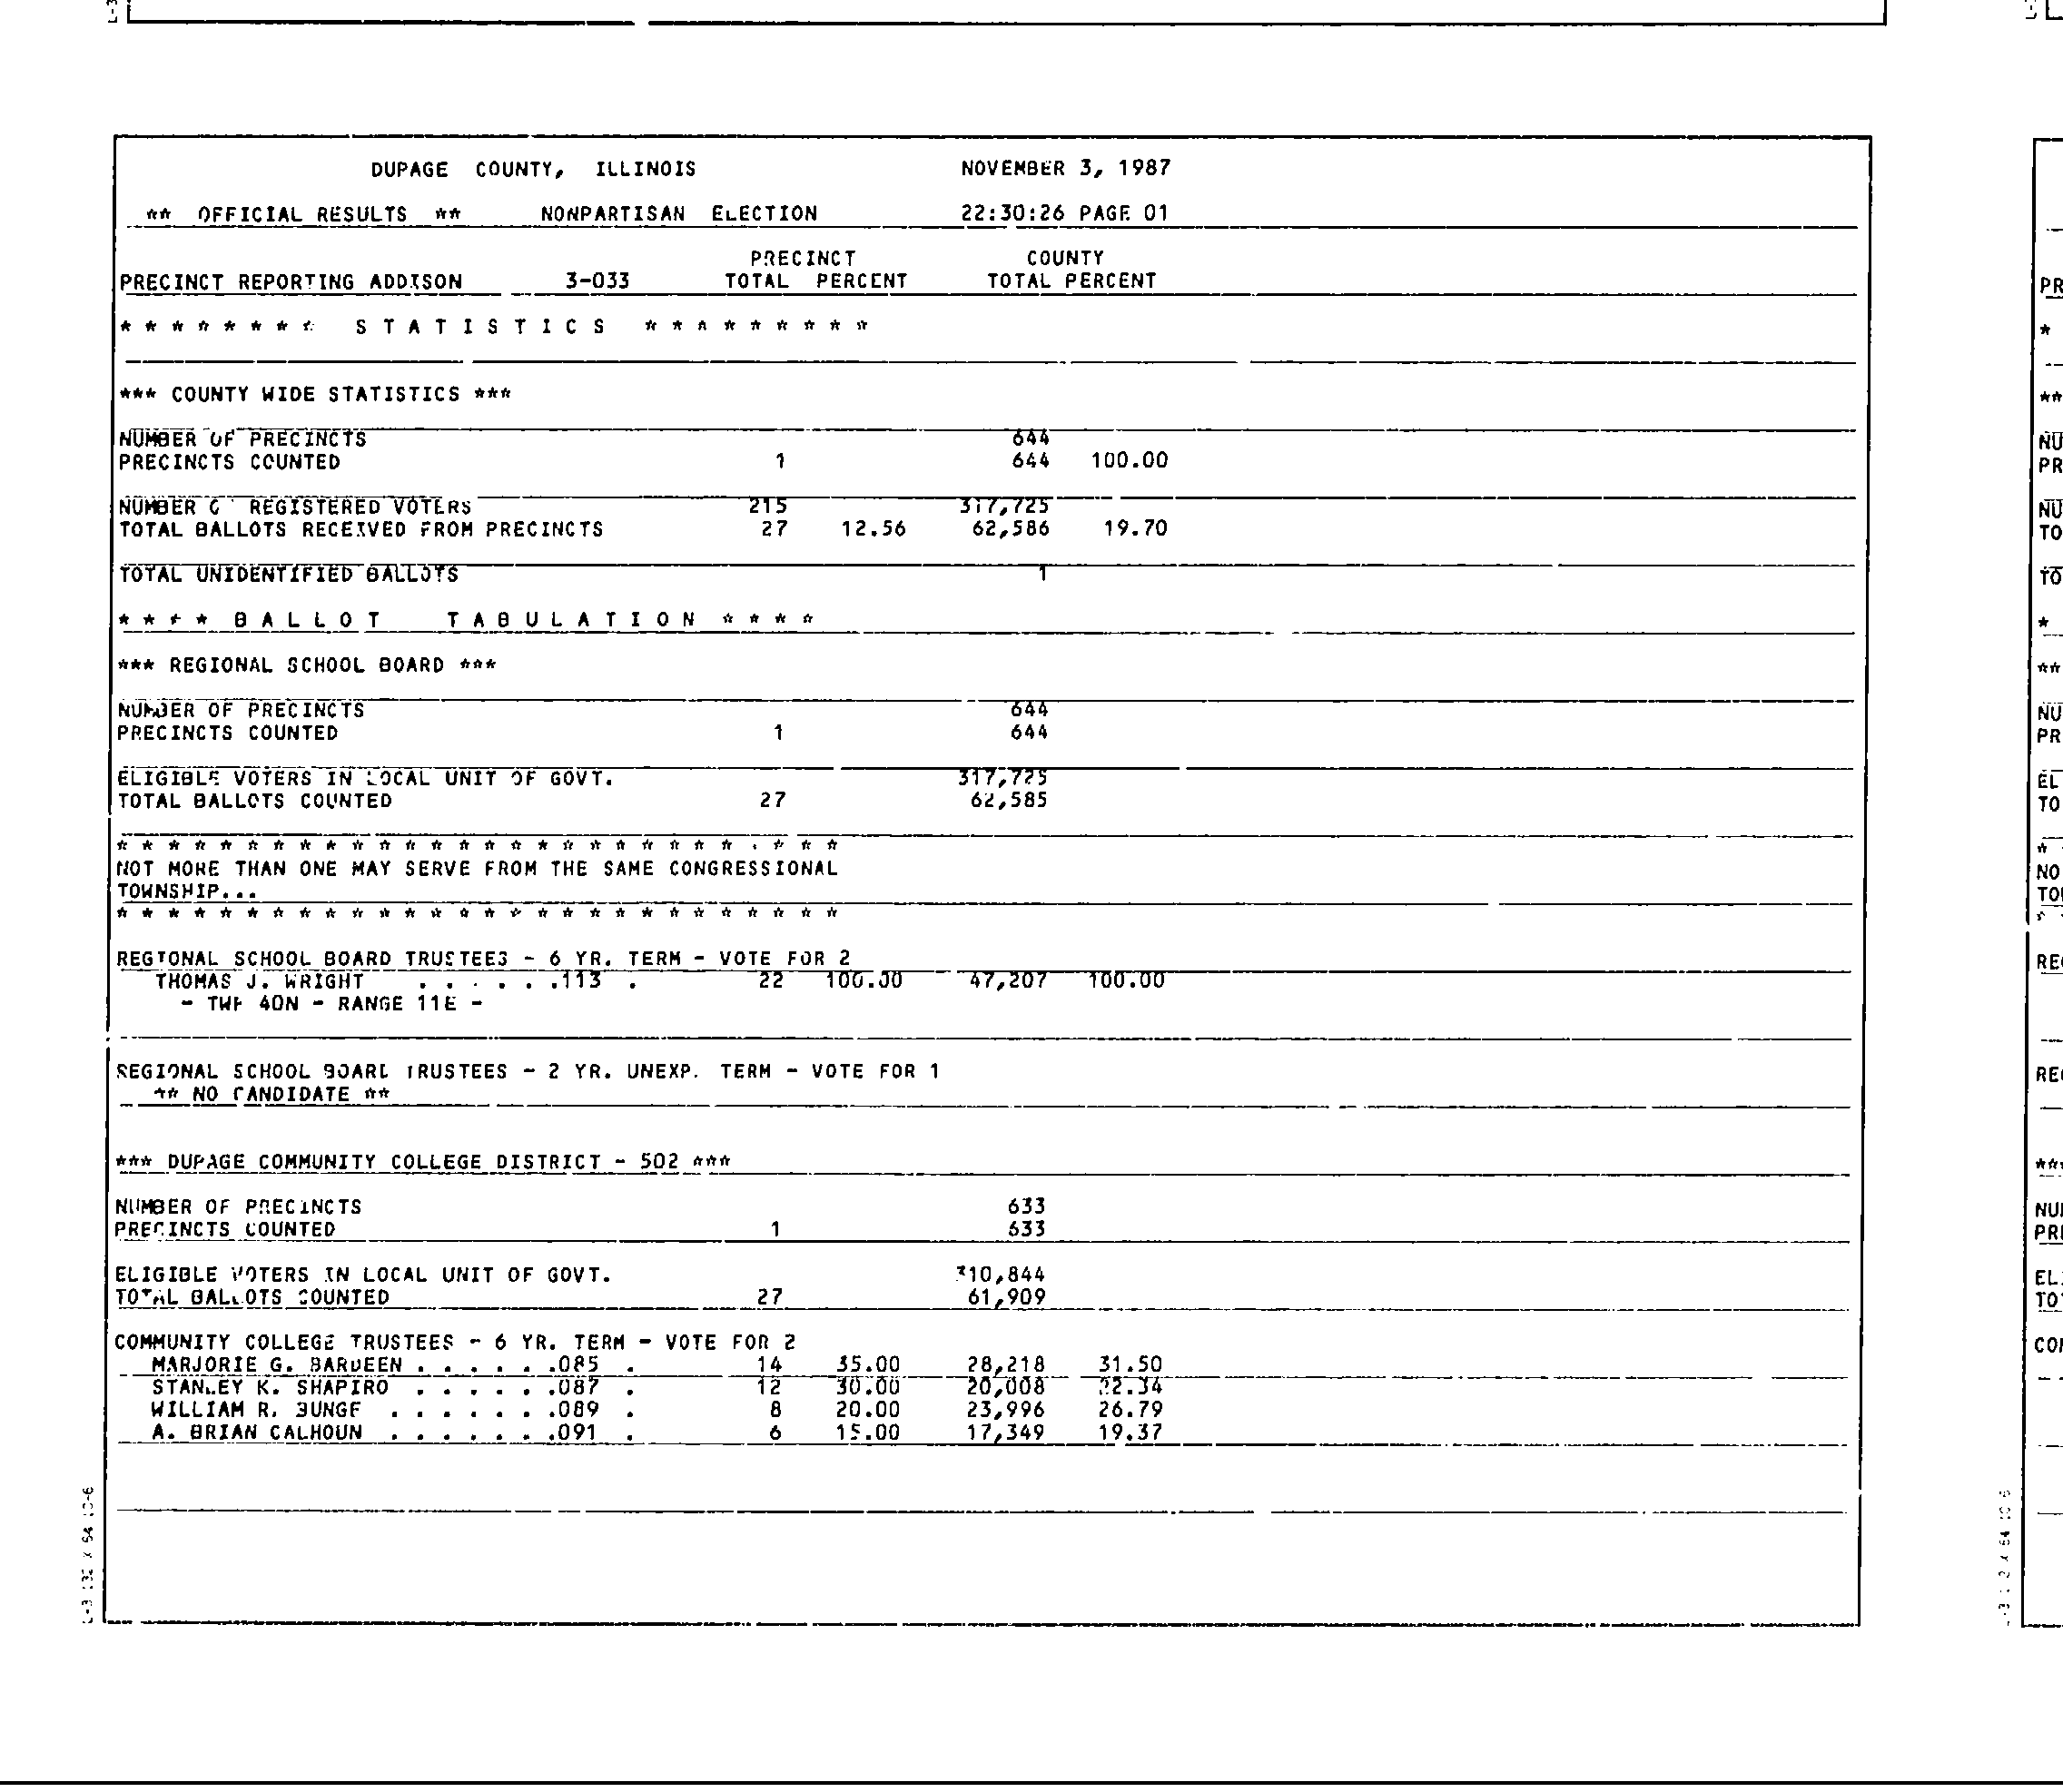 DUPAGE COUNTY, ILLINOIS NOVEMBER 3, 1987
** OFFICIAL RESULTS ** NONPARTISAN ELECTION 22:30:26 PAGE 01
PRECINCT COUNTY
PRECINCT REPORTING ADDISON 3-033 TOTAL PERCENT TOTAL PERCENT
* * * * * * * * S T A T I S T I C S * * * * * * * * *
*** COUNTY WIDE STATISTICS ***
NUMBER OF PRECINCTS 644
PRECINCTS COUNTED 1 644 100.00
NUMBER REGISTERED VOTERS 215 317,725
TOTAL BALLOTS RECEIVED FROM PRECINCTS 27 12.56 62,586 19.70
TOTAL UNIDENTIFIED BALLOTS 1
* * * * B A L L O T T A B U L A T I O N * * * *
*** REGIONAL SCHOOL BOARD ***
NUMBER OF PRECINCTS 644
PRECINCTS COUNTED 1 644
ELIGIBLE VOTERS IN LOCAL UNIT OF GOVT. 317,725
TOTAL BALLOTS COUNTED 27 62,585
* * * * * * * * * * * * * * * * * * * * * * * * * * * *
NOT MORE THAN ONE MAY SERVE FROM THE SAME CONGRESSIONAL
TOWNSHIP...
* * * * * * * * * * * * * * * * * * * * * * * * * * * *
REGIONAL SCHOOL BOARD TRUSTEES - 6 YR. TERM - VOTE FOR 2
THOMAS J. WRIGHT . . . . . .113 . 22 100.00 47,207 100.00
- TWP 40N - RANGE 11E -
REGIONAL SCHOOL BOARD TRUSTEES - 2 YR. UNEXP. TERM - VOTE FOR 1
** NO CANDIDATE **
*** DUPAGE COMMUNITY COLLEGE DISTRICT - 502 ***
NUMBER OF PRECINCTS 633
PRECINCTS COUNTED 1 633
ELIGIBLE VOTERS IN LOCAL UNIT OF GOVT. 310,844
TOTAL BALLOTS COUNTED 27 61,909
COMMUNITY COLLEGE TRUSTEES - 6 YR. TERM - VOTE FOR 2
MARJORIE G. BARDEEN . . . . . .085 . 14 35.00 28,218 31.50
STANLEY K. SHAPIRO . . . . . .087 . 12 30.00 20,008 22.34
WILLIAM R. BUNGE . . . . . . .089 . 8 20.00 23,996 26.79
A. BRIAN CALHOUN . . . . . . .091 . 6 15.00 17,349 19.37